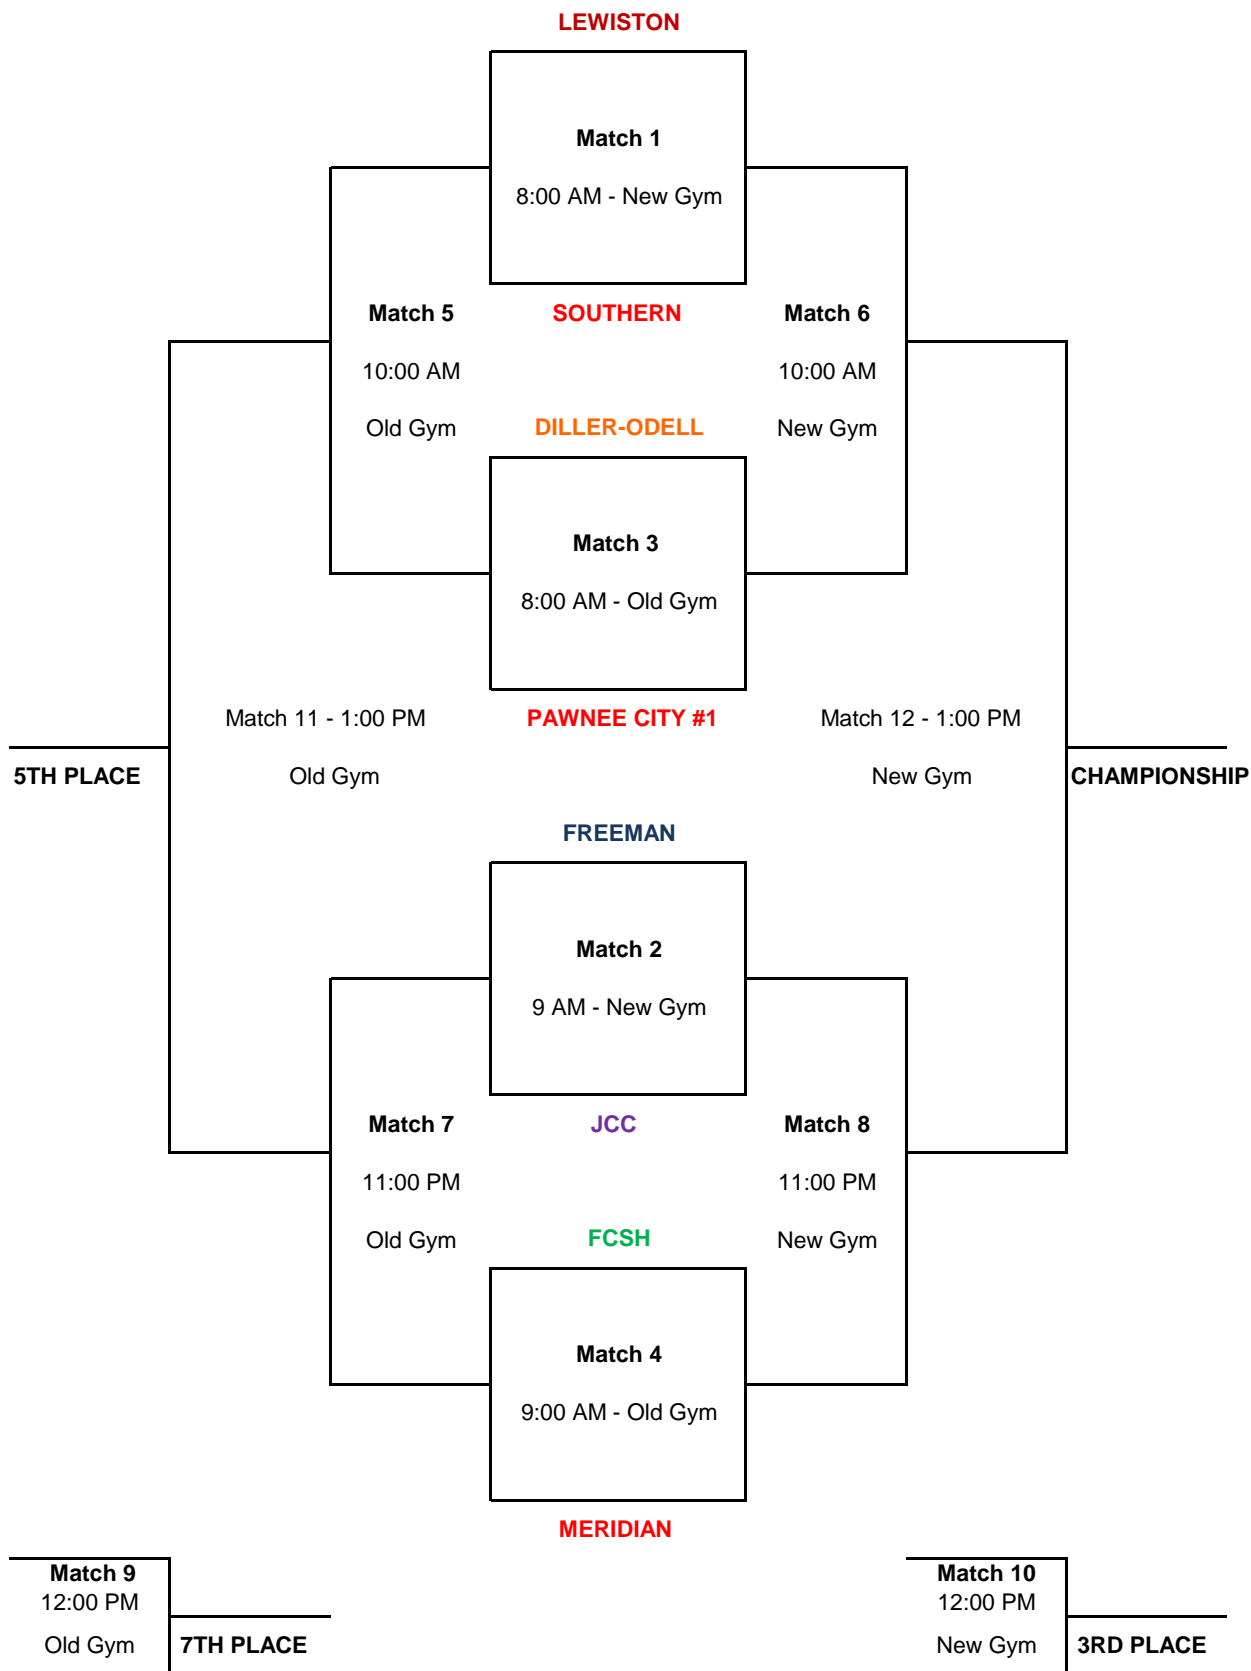 LEWISTON
Match 1
8:00 AM - New Gym
Match 5
SOUTHERN
Match 6
10:00 AM
10:00 AM
Old Gym
DILLER-ODELL
New Gym
Match 3
8:00 AM - Old Gym
Match 11 - 1:00 PM
PAWNEE CITY #1
Match 12 - 1:00 PM
5TH PLACE
Old Gym
New Gym
CHAMPIONSHIP
FREEMAN
Match 2
9 AM - New Gym
Match 7
JCC
Match 8
11:00 PM
11:00 PM
Old Gym
FCSH
New Gym
Match 4
9:00 AM - Old Gym
MERIDIAN
Match 9
Match 10
12:00 PM
12:00 PM
Old Gym
7TH PLACE
New Gym
3RD PLACE